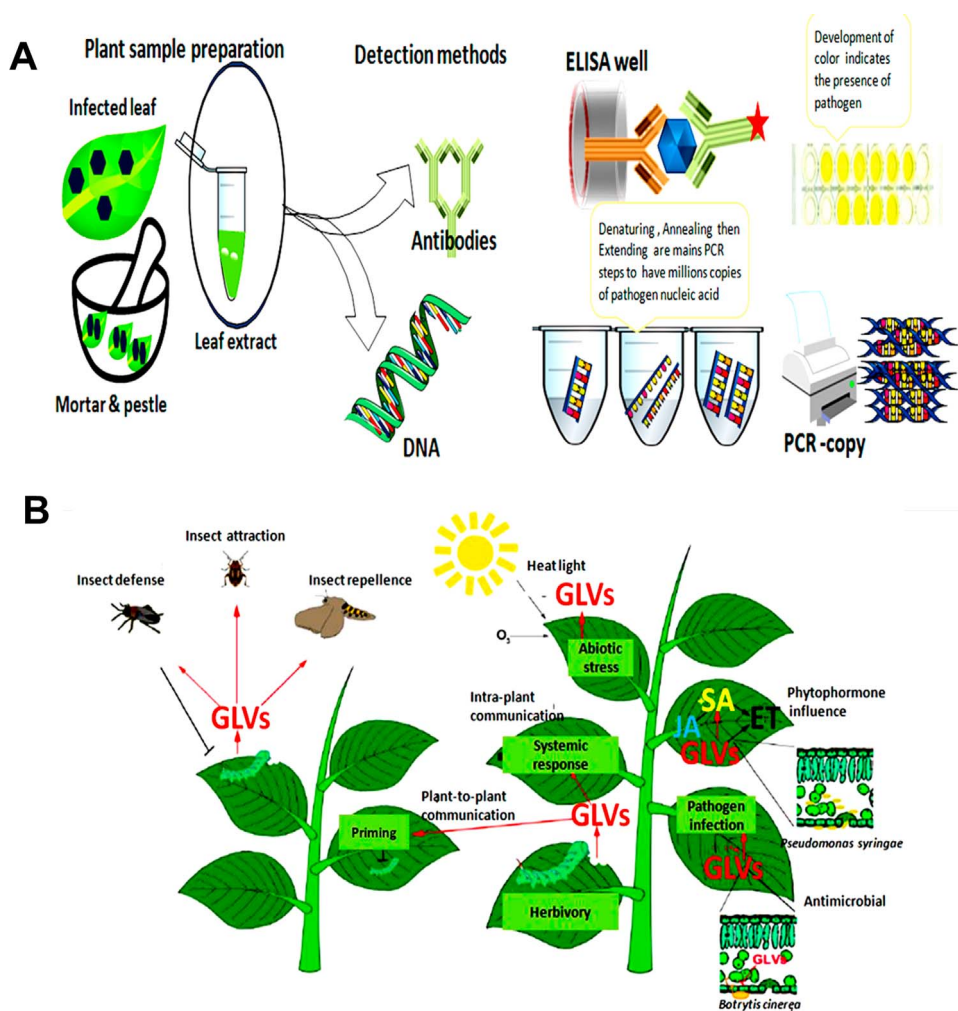 A
Plant sample preparation
Detection methods
Infected leaf
Mortar & pestle
Leaf extract
Antibodies
DNA
ELISA well
Development of
color indicates
the presence of
pathogen
Denaturing , Annealing then
Extending are mains PCR
steps to have millions copies
of pathogen nucleic acid
PCR -copy
B
Insect attraction
Insect defense
Insect repellence
GLVs
Priming
Plant-to-plant
communication
Heat light
GLVs
O3
Abiotic
stress
Intra-plant
communication
Systemic
response
GLVs
Herbivory
SA
JA
ET
GLVs
Phytophormone
influence
Pseudomonas syringae
Pathogen
infection
GLVs
Antimicrobial
GLVs
Botrytis cinerea